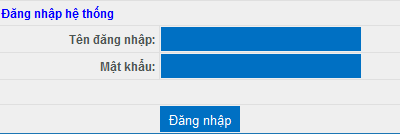 Đăng nhập hệ thống
Tên đăng nhập:
Mật khẩu:
Đăng nhập